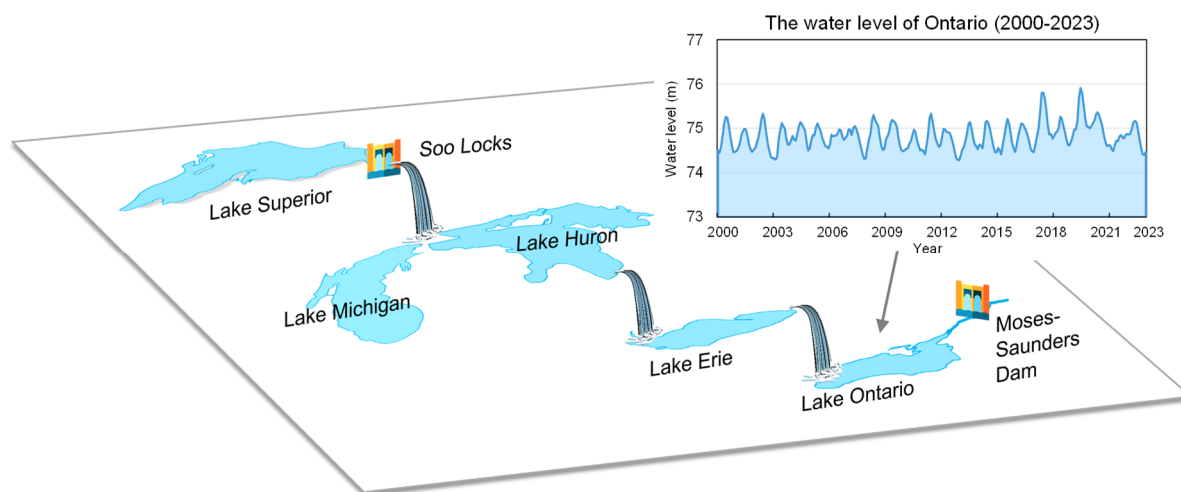 The water level of Ontario (2000-2023)
77
76
75
74
73
Water level (m)
2000 2003 2006 2009 2012 2015 2018 2021 2023
Year
Soo Locks
Lake Superior
Lake Huron
Lake Michigan
Lake Erie
Lake Ontario
Moses-
Saunders
Dam